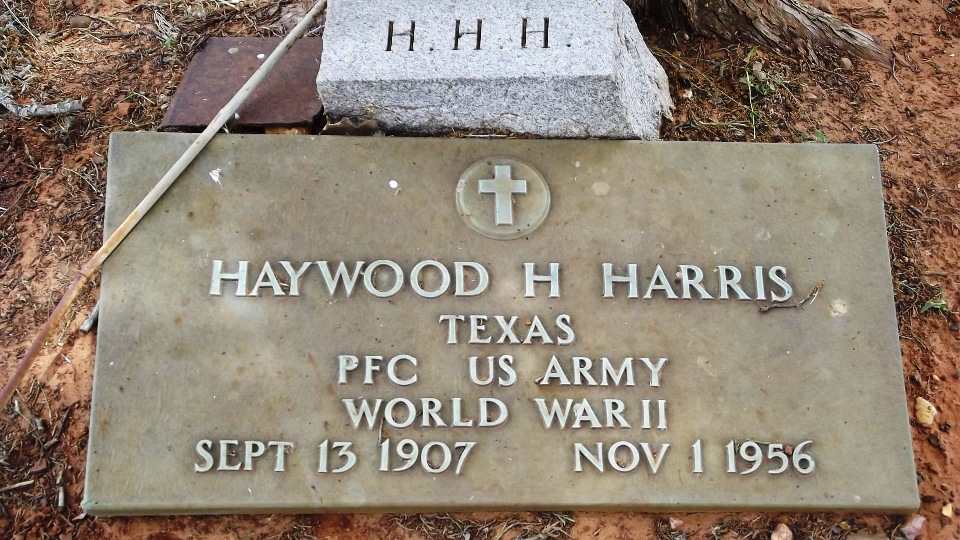 H. H. H.
HAYWOOD H HARRIS
TEXAS
PFC US ARMY
WORLD WAR II
SEPT 13 1907 NOV 1 1956